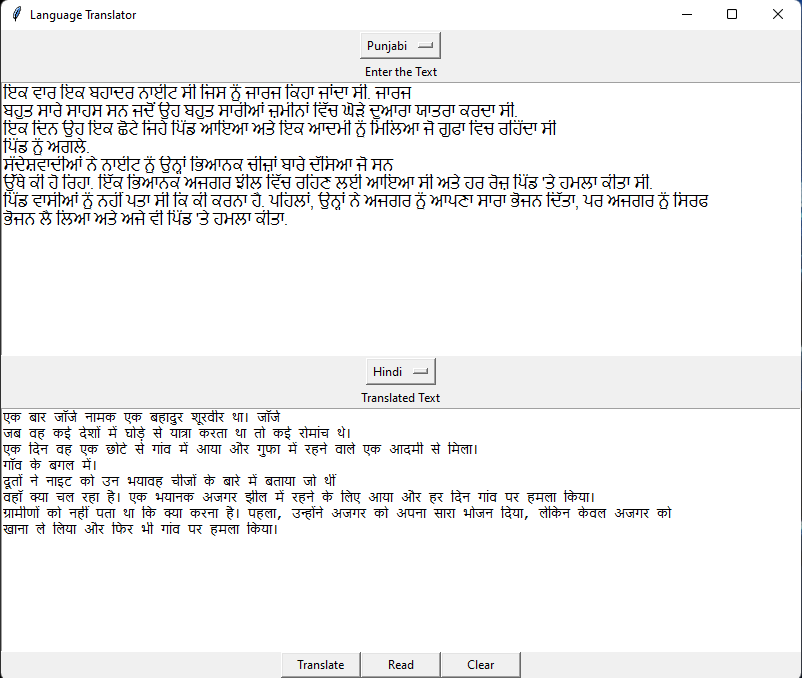 Language Translator
Punjabi
Enter the Text
ਇਕ ਵਾਰ ਇਕ ਬਹਾਦਰ ਨਾਈਟ ਸੀ ਜਿਸ ਨੂੰ ਜਾਰਜ ਕਿਹਾ ਜਾਂਦਾ ਸੀ. ਜਾਰਜ
ਬਹੁਤ ਸਾਰੇ ਸਾਹਸ ਸਨ ਜਦੋਂ ਉਹ ਬਹੁਤ ਸਾਰੀਆਂ ਜ਼ਮੀਨਾਂ ਵਿੱਚ ਘੋੜੇ ਦੁਆਰਾ ਯਾਤਰਾ ਕਰਦਾ ਸੀ.
ਇਕ ਦਿਨ ਉਹ ਇਕ ਛੋਟੇ ਜਿਹੇ ਪਿੰਡ ਆਇਆ ਅਤੇ ਇਕ ਆਦਮੀ ਨੂੰ ਮਿਲਿਆ ਜੋ ਗੁਫਾ ਵਿਚ ਰਹਿੰਦਾ ਸੀ
ਪਿੰਡ ਨੂੰ ਅਗਲੇ.
ਸੰਦੇਸ਼ਵਾਦੀਆਂ ਨੇ ਨਾਈਟ ਨੂੰ ਉਨ੍ਹਾਂ ਭਿਆਨਕ ਚੀਜ਼ਾਂ ਬਾਰੇ ਦੱਸਿਆ ਜੋ ਸਨ
ਉੱਥੇ ਕੀ ਹੋ ਰਿਹਾ. ਇੱਕ ਭਿਆਨਕ ਅਜਗਰ ਝੀਲ ਵਿੱਚ ਰਹਿਣ ਲਈ ਆਇਆ ਸੀ ਅਤੇ ਹਰ ਰੋਜ਼ ਪਿੰਡ 'ਤੇ ਹਮਲਾ ਕੀਤਾ ਸੀ.
ਪਿੰਡ ਵਾਸੀਆਂ ਨੂੰ ਨਹੀਂ ਪਤਾ ਸੀ ਕਿ ਕੀ ਕਰਨਾ ਹੈ. ਪਹਿਲਾਂ, ਉਨ੍ਹਾਂ ਨੇ ਅਜਗਰ ਨੂੰ ਆਪਣਾ ਸਾਰਾ ਭੋਜਨ ਦਿੱਤਾ, ਪਰ ਅਜਗਰ ਨੂੰ ਸਿਰਫ
ਭੋਜਨ ਲੈ ਲਿਆ ਅਤੇ ਅਜੇ ਵੀ ਪਿੰਡ 'ਤੇ ਹਮਲਾ ਕੀਤਾ.
Hindi
Translated Text
एक बार जॉर्ज नामक एक बहादुर शूरवीर था। जॉर्ज
जब वह कई देशों में घोड़े से यात्रा करता था तो कई रोमांच थे।
एक दिन वह एक छोटे से गांव में आया और गुफा में रहने वाले एक आदमी से मिला।
गाँव के बगल में।
दूतों ने नाइट को उन भयावह चीजों के बारे में बताया जो थीं
वहाँ क्या चल रहा है। एक भयानक अजगर झील में रहने के लिए आया और हर दिन गांव पर हमला किया।
ग्रामीणों को नहीं पता था कि क्या करना है। पहला, उन्होंने अजगर को अपना सारा भोजन दिया, लेकिन केवल अजगर को
खाना ले लिया और फिर भी गांव पर हमला किया।
Translate Read Clear